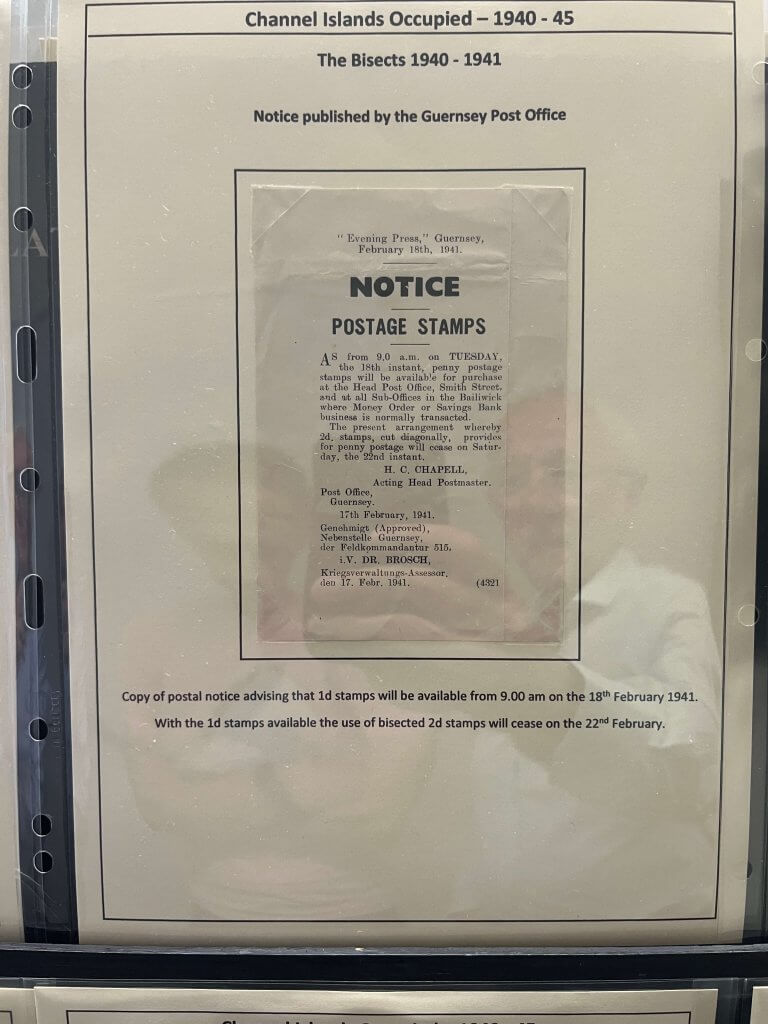 Channel Islands Occupied – 1940 - 45
The Bisects 1940 - 1941
Notice published by the Guernsey Post Office
"Evening Press," Guernsey,
February 18th, 1941.
NOTICE
POSTAGE STAMPS
AS from 9.0 a.m. on TUESDAY,
the 18th instant, penny postage
stamps will be available for purchase
at the Head Post Office, Smith Street,
and at all Sub-Offices in the Bailiwick
where Money Order or Savings Bank
business is normally transacted.
The present arrangement whereby
2d. stamps, cut diagonally, provides
for penny postage will cease on Satur-
day, the 22nd instant.
H. C. CHAPELL,
Acting Head Postmaster.
Post Office,
Guernsey.
17th February, 1941.
Genehmigt (Approved),
Nebenstelle Guernsey,
der Feldkommandantur 515.
i.V. DR. BROSCH,
Kriegsverwaltungs-Assessor.
den 17. Febr. 1941. (4321
Copy of postal notice advising that 1d stamps will be available from 9.00 am on the 18th February 1941.
With the 1d stamps available the use of bisected 2d stamps will cease on the 22nd February.